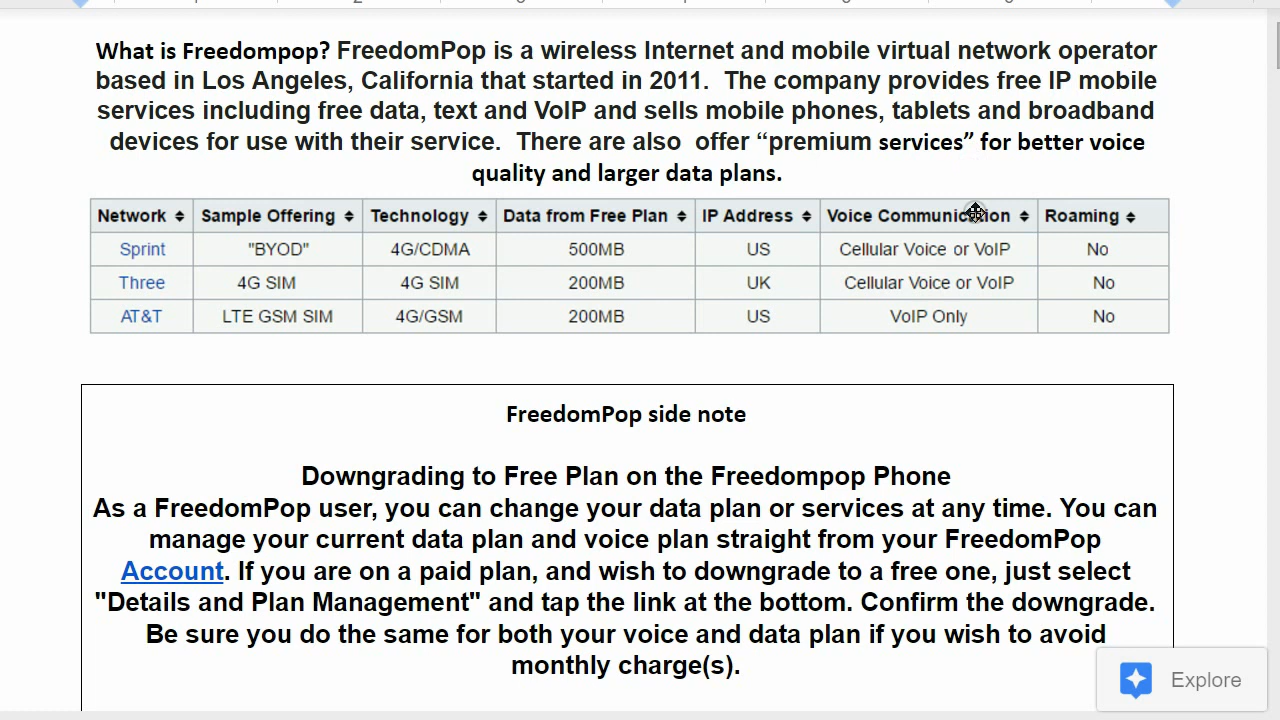 What is Freedompop? FreedomPop is a wireless Internet and mobile virtual network operator
based in Los Angeles, California that started in 2011. The company provides free IP mobile
services including free data, text and VoIP and sells mobile phones, tablets and broadband
devices for use with their service. There are also offer “premium services” for better voice
quality and larger data plans.
Network Sample Offering Technology Data from Free Plan IP Address Voice Communication Roaming
Sprint "BYOD" 4G/CDMA 500MB US Cellular Voice or VoIP No
Three 4G SIM 4G SIM 200MB UK Cellular Voice or VoIP No
AT&T LTE GSM SIM 4G/GSM 200MB US VoIP Only No
FreedomPop side note
Downgrading to Free Plan on the Freedompop Phone
As a FreedomPop user, you can change your data plan or services at any time. You can
manage your current data plan and voice plan straight from your FreedomPop
Account. If you are on a paid plan, and wish to downgrade to a free one, just select
"Details and Plan Management" and tap the link at the bottom. Confirm the downgrade.
Be sure you do the same for both your voice and data plan if you wish to avoid
monthly charge(s).
Explore